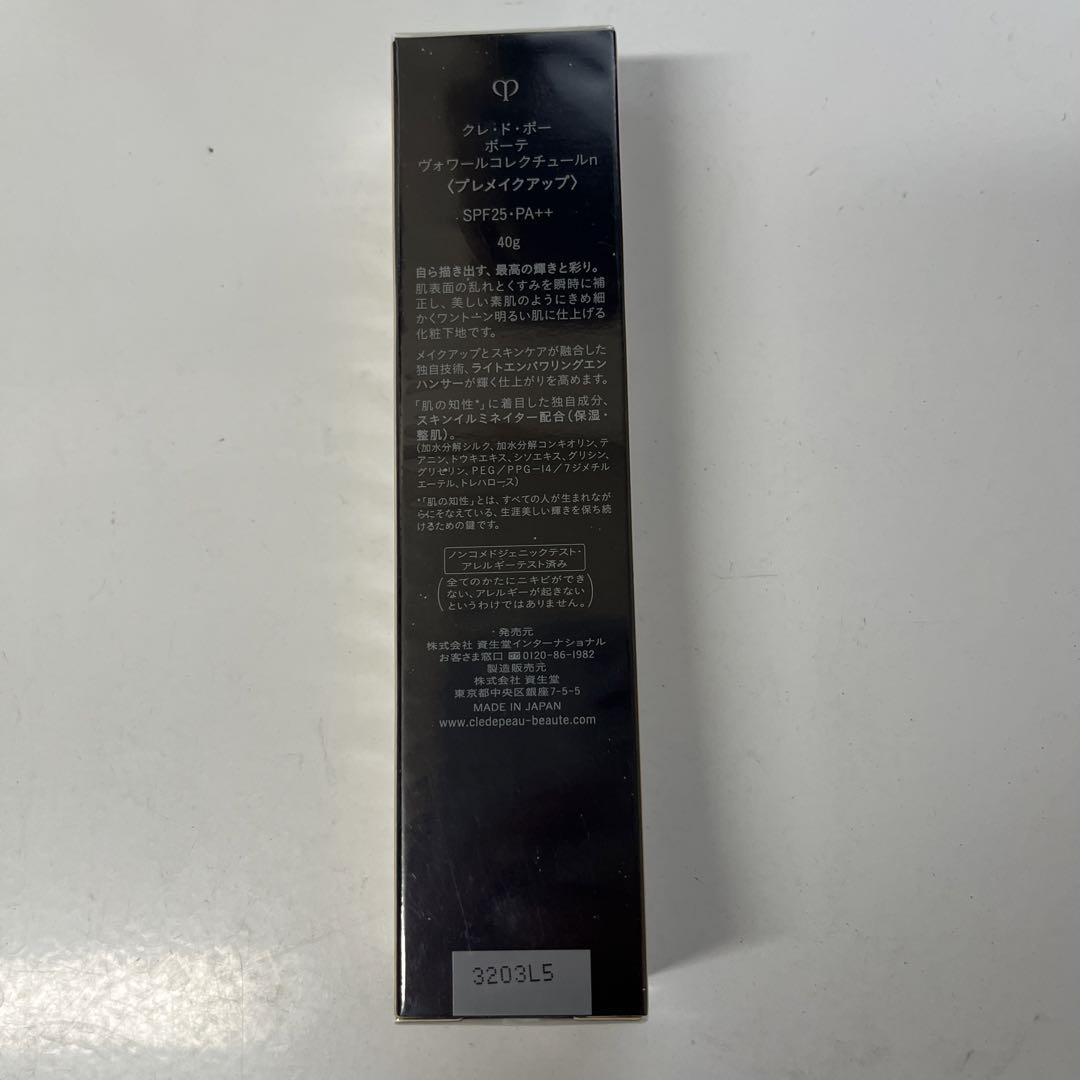 クレ・ド・ポー
ボーテ
ヴォワールコレクチュールn
〈プレメイクアップ〉
SPF25・PA++
40g
自ら描き出す、最高の輝きと彩り。
肌表面の乱れとくすみを瞬時に補
正し、美しい素肌のようにきめ細
かくワントーン明るい肌に仕上げる
化粧下地です。
メイクアップとスキンケアが融合した
独自技術、ライトエンパワリングエン
ハンサーが輝く仕上がりを高めます。
「肌の知性*」に着目した独自成分、
スキンイルミネイター配合(保湿・
整肌)。
(加水分解シルク、加水分解コンキオリン、テ
アニン、トウキエキス、シソエキス、グリシン、
グリセリン、PEG/PPG-14/7ジメチル
エーテル、トレハロース)
*「肌の知性」とは、すべての人が生まれなが
らにそなえている、生涯美しい輝きを保ち続
けるための鍵です。
ノンコメドジェニックテスト・
アレルギーテスト済み
(全てのかたにニキビができ
ない、アレルギーが起きない
というわけではありません。)
発売元
株式会社 資生堂インターナショナル
お客さま窓口 0120-86-1982
製造販売元
株式会社 資生堂
東京都中央区銀座7-5-5
MADE IN JAPAN
www.cledepeau-beaute.com
3203L5